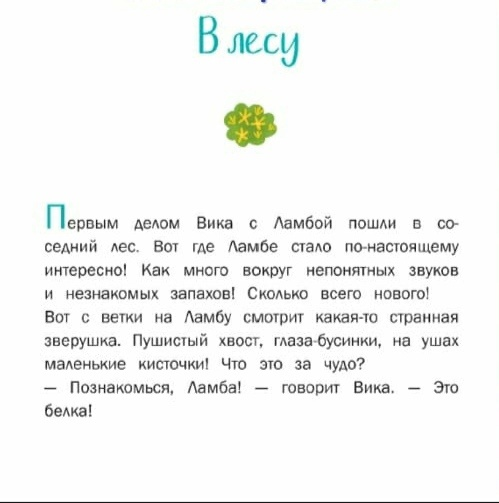 В лесу
Первым делом Вика с Ламбой пошли в со-
седний лес. Вот где Ламбе стало по-настоящему
интересно! Как много вокруг непонятных звуков
и незнакомых запахов! Сколько всего нового!
Вот с ветки на Ламбу смотрит какая-то странная
зверушка. Пушистый хвост, глаза-бусинки, на ушах
маленькие кисточки! Что это за чудо?
— Познакомься, Ламба! — говорит Вика. — Это
белка!